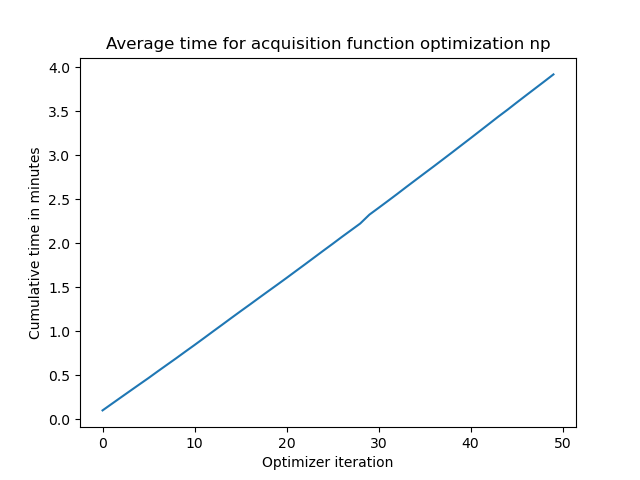 Average time for acquisition function optimization np
4.0
3.5
3.0
2.5
2.0
1.5
1.0
0.5
0.0
Cumulative time in minutes
0 10 20 30 40 50
Optimizer iteration